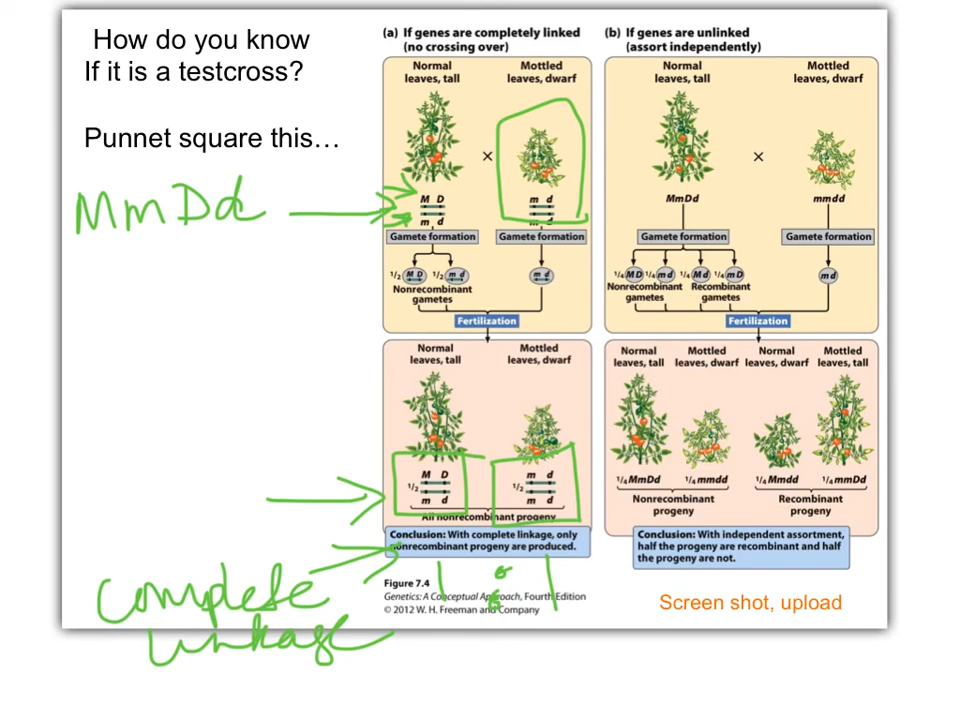 How do you know
If it is a testcross?
Punnet square this…
MmDd
(a) If genes are completely linked
(no crossing over)
Normal
leaves, tall
Mottled
leaves, dwarf
×
M D
m d
m d
m d
Gamete formation
Gamete formation
1/2 M D 1/2 m d
m d
Nonrecombinant
gametes
Fertilization
Normal
leaves, tall
Mottled
leaves, dwarf
1/2
M D
m d
1/2
m d
m d
All nonrecombinant progeny
Conclusion: With complete linkage, only
nonrecombinant progeny are produced.
(b) If genes are unlinked
(assort independently)
Normal
leaves, tall
Mottled
leaves, dwarf
×
MmDd
mmdd
Gamete formation
Gamete formation
1/4 M D 1/4 m d 1/4 M d 1/4 m D
m d
Nonrecombinant
gametes
Recombinant
gametes
Fertilization
Normal
leaves, tall
Mottled
leaves, dwarf
Normal
leaves, dwarf
Mottled
leaves, tall
1/4 MmDd
1/4 mmdd
1/4 Mmdd
1/4 mmDd
Nonrecombinant
progeny
Recombinant
progeny
Conclusion: With independent assortment,
half the progeny are recombinant and half
the progeny are not.
complete
linkage
1 : 1
Figure 7.4
Genetics: A Conceptual Approach, Fourth Edition
© 2012 W. H. Freeman and Company
Screen shot, upload